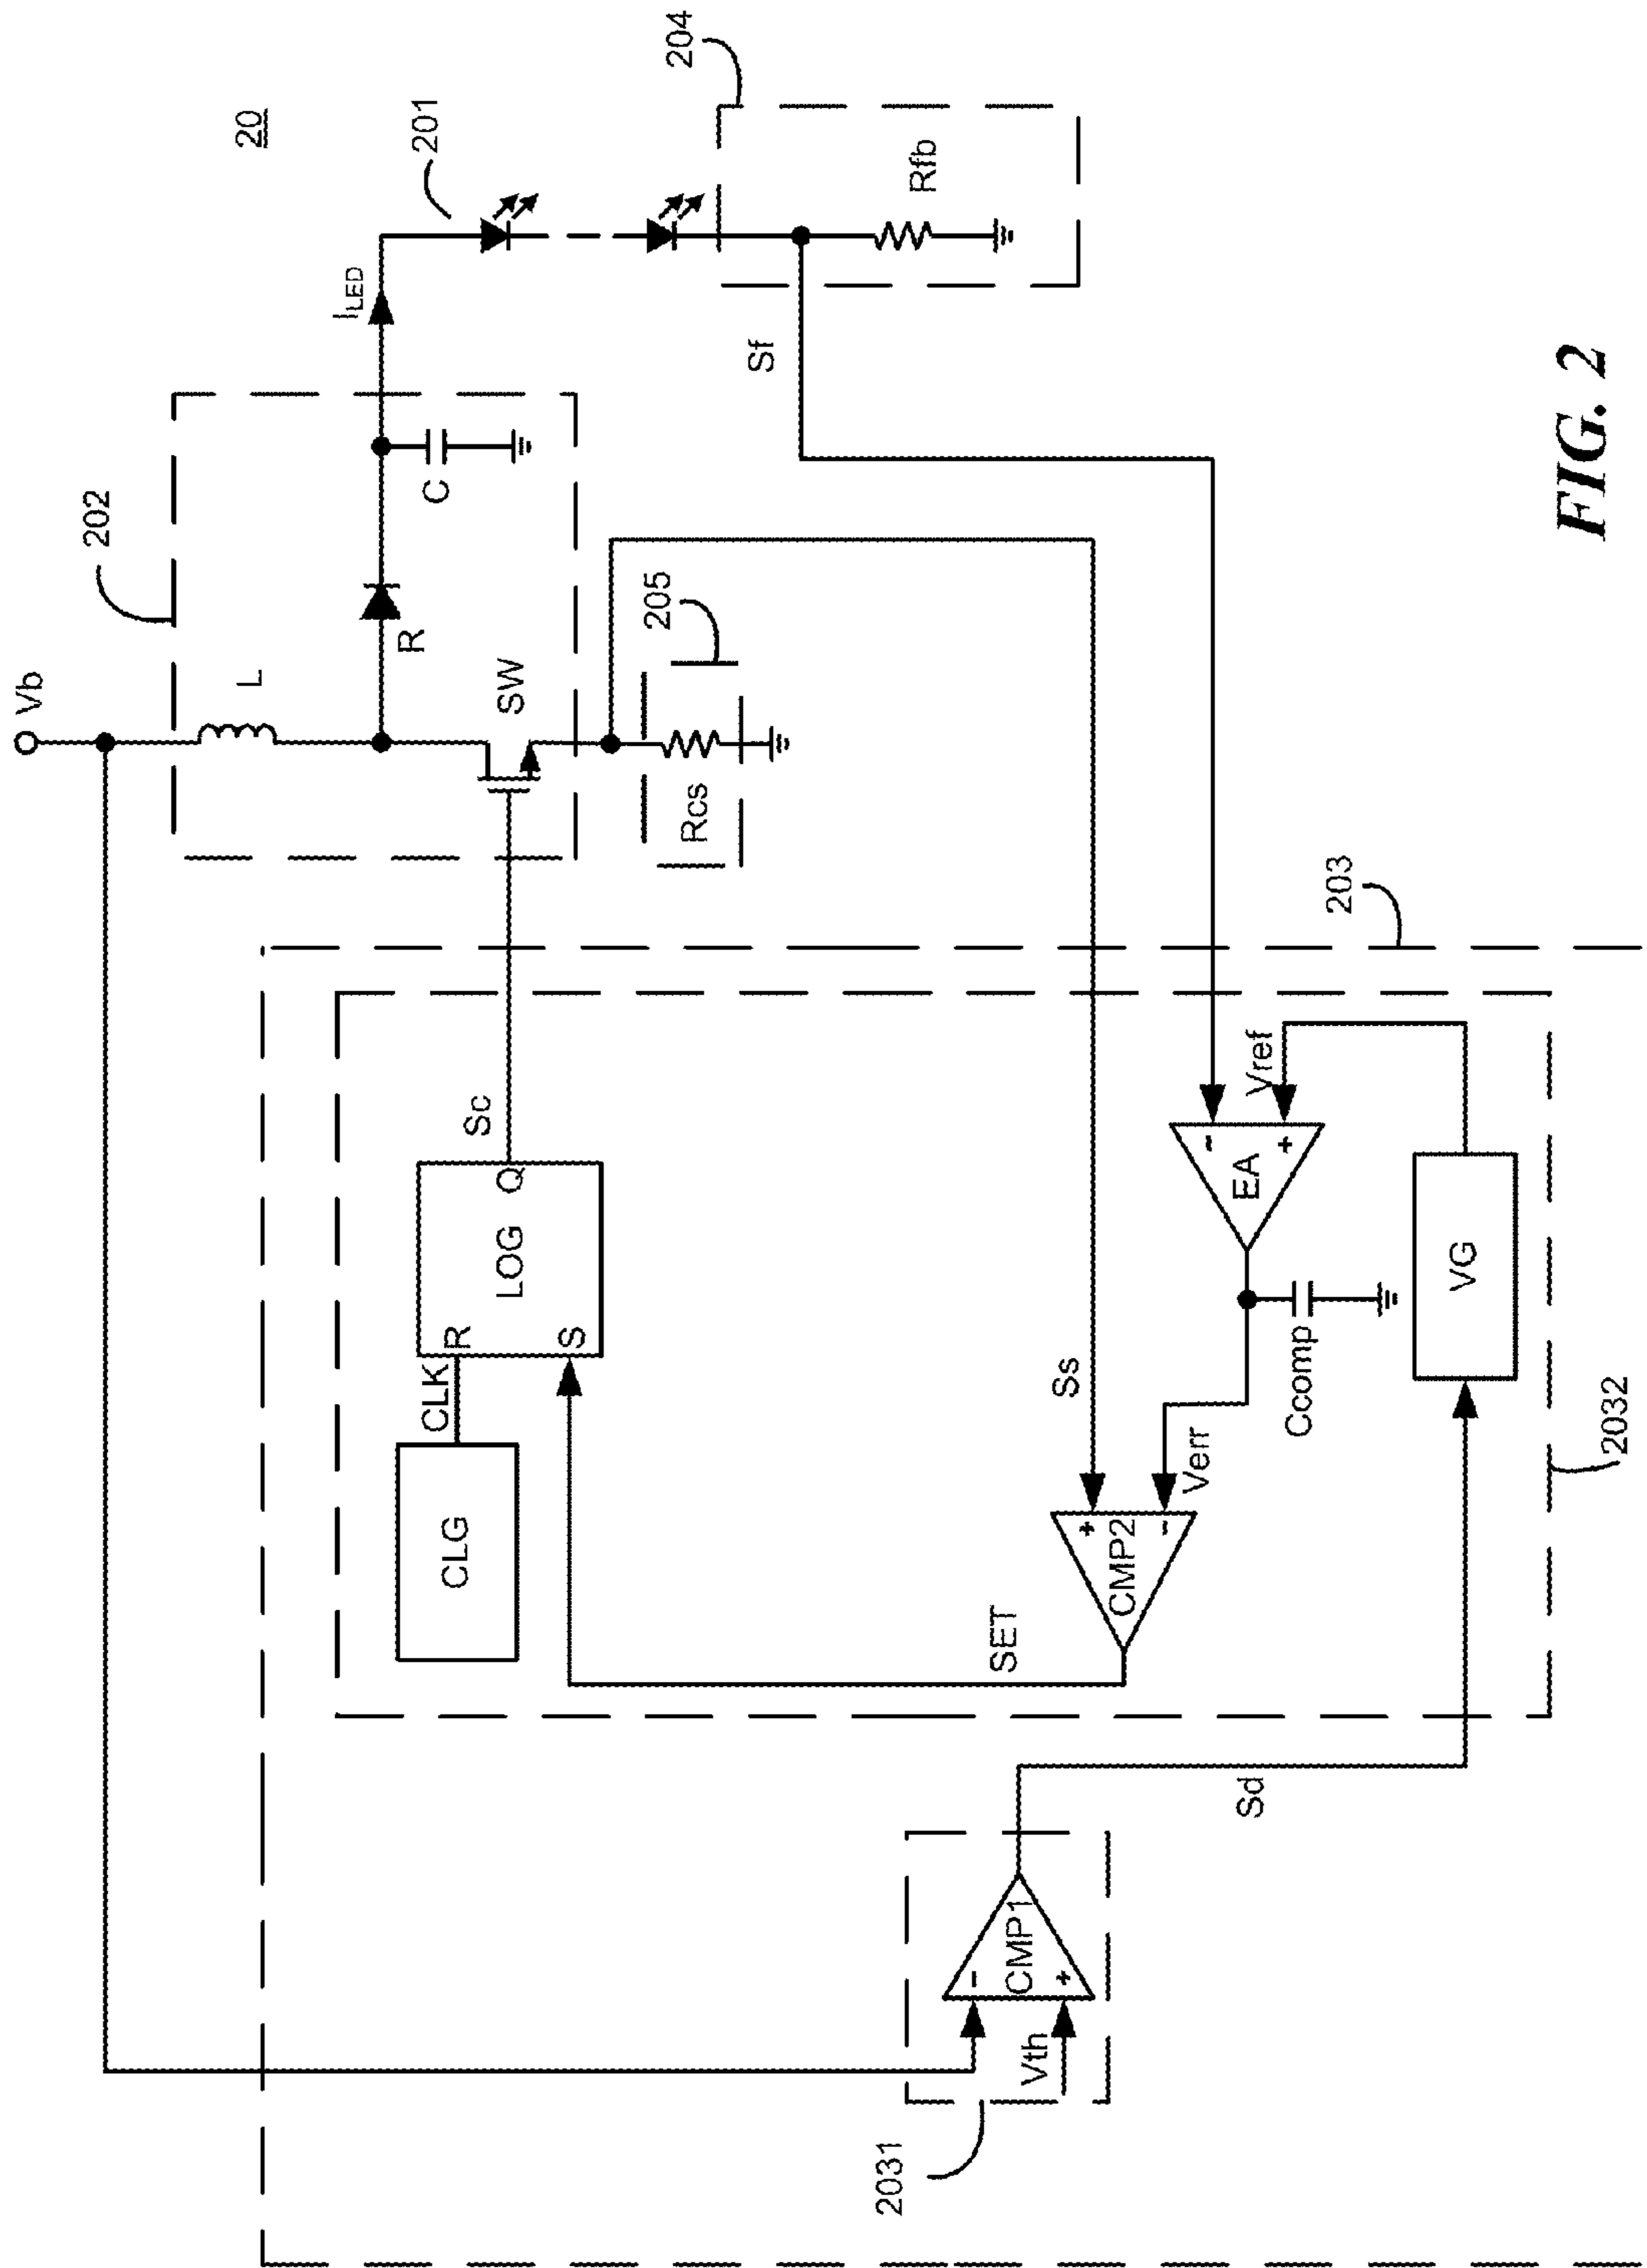 20
Vb
202
L
R
SW
C
I_LED
201
204
Rfb
Sf
205
Rcs
203
CLG
CLK
R
S
LOG
Q
Sc
SET
CMP2
+
-
Ss
Verr
Ccomp
EA
-
+
Vref
VG
2032
2031
Vth
CMP1
-
+
Sd
FIG. 2